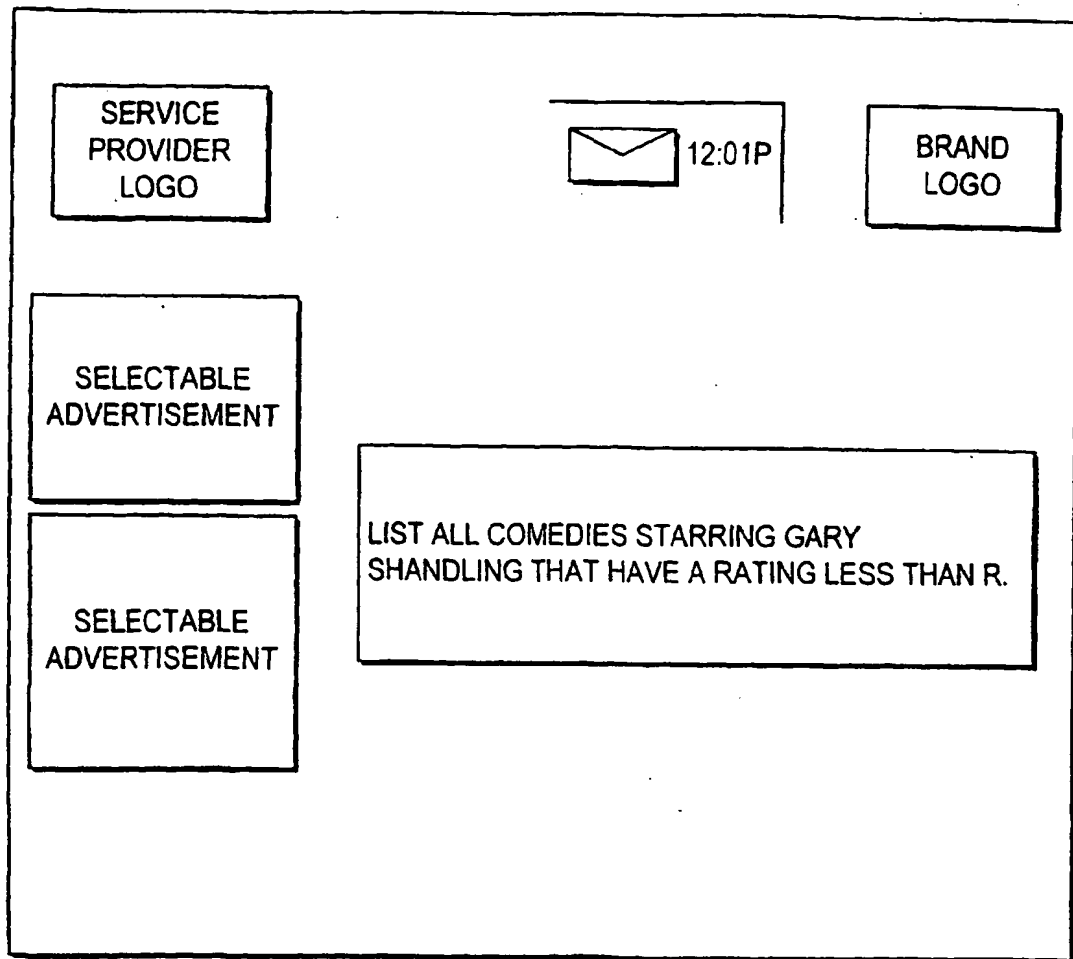 SERVICE
PROVIDER
LOGO
12:01P
BRAND
LOGO
SELECTABLE
ADVERTISEMENT
LIST ALL COMEDIES STARRING GARY
SHANDLING THAT HAVE A RATING LESS THAN R.
SELECTABLE
ADVERTISEMENT